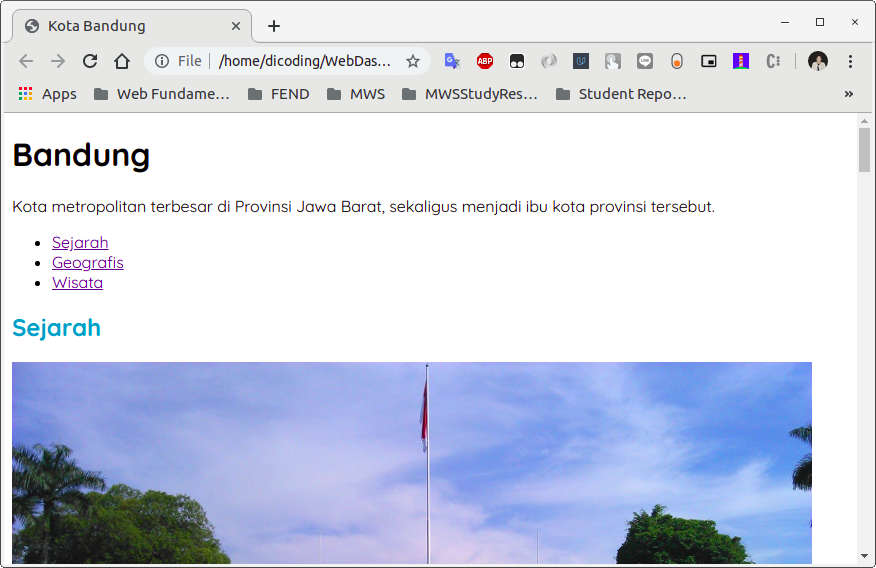 Kota Bandung
File | /home/dicoding/WebDas...
ABP
Apps Web Fundame... FEND MWS MWSStudyRes... Student Repo... »
Bandung
Kota metropolitan terbesar di Provinsi Jawa Barat, sekaligus menjadi ibu kota provinsi tersebut.
Sejarah
Geografis
Wisata
Sejarah